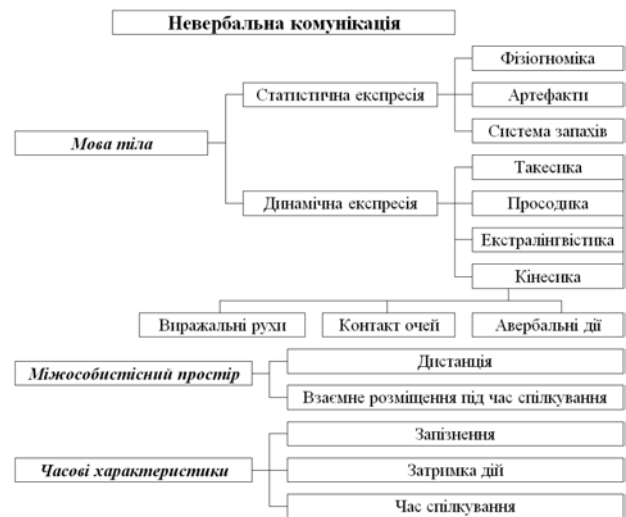 Невербальна комунікація
Фізіогноміка
Статистична експресія
Артефакти
Система запахів
Мова тіла
Такесика
Динамічна експресія
Просодика
Екстралінгвістика
Кінесика
Виражальні рухи
Контакт очей
Авербальні дії
Міжособистісний простір
Дистанція
Взаємне розміщення під час спілкування
Запізнення
Часові характеристики
Затримка дій
Час спілкування